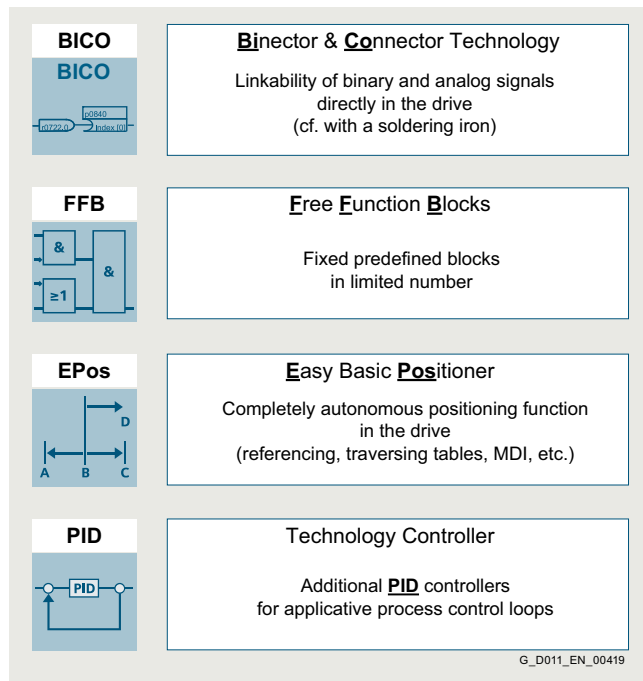 BICO
BICO
p0840
r0722.0
Index [0]
Binector & Connector Technology
Linkability of binary and analog signals
directly in the drive
(cf. with a soldering iron)
FFB
&
&
≥1
Free Function Blocks
Fixed predefined blocks
in limited number
EPos
D
A B C
Easy Basic Positioner
Completely autonomous positioning function
in the drive
(referencing, traversing tables, MDI, etc.)
PID
PID
Technology Controller
Additional PID controllers
for applicative process control loops
G_D011_EN_00419